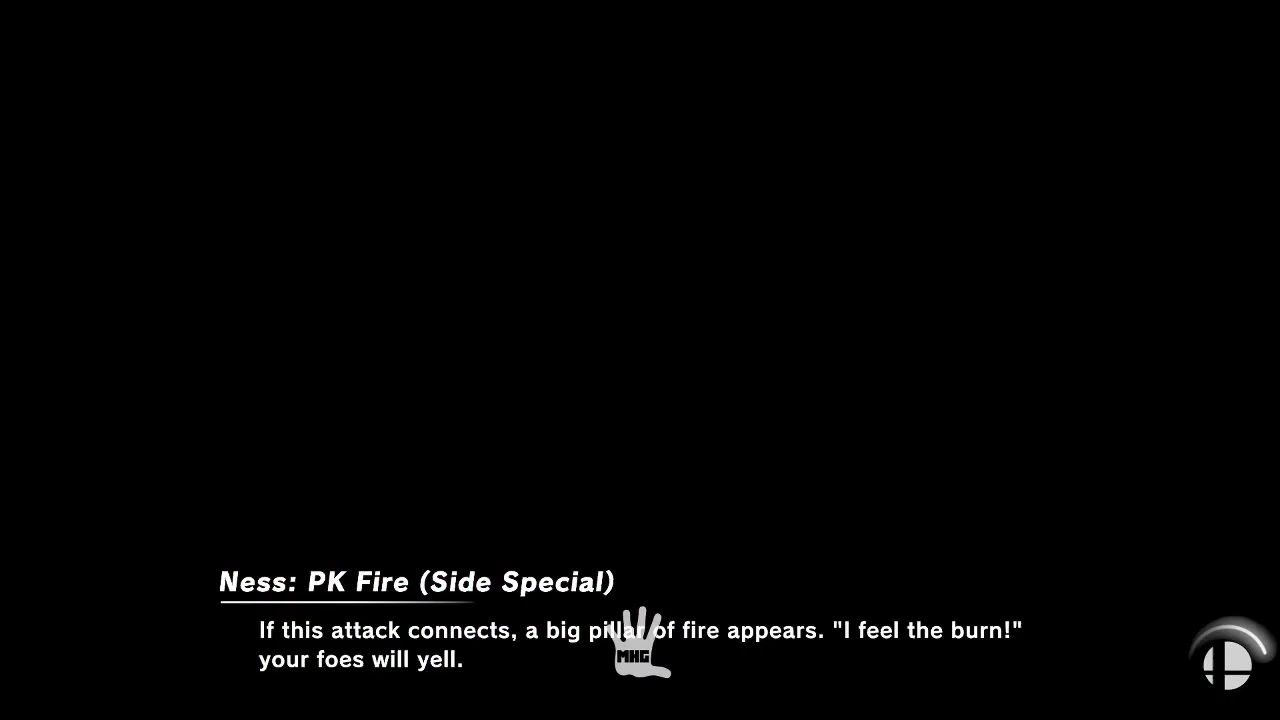 Ness: PK Fire (Side Special)
If this attack connects, a big pillar of fire appears. "I feel the burn!"
your foes will yell.
MHG